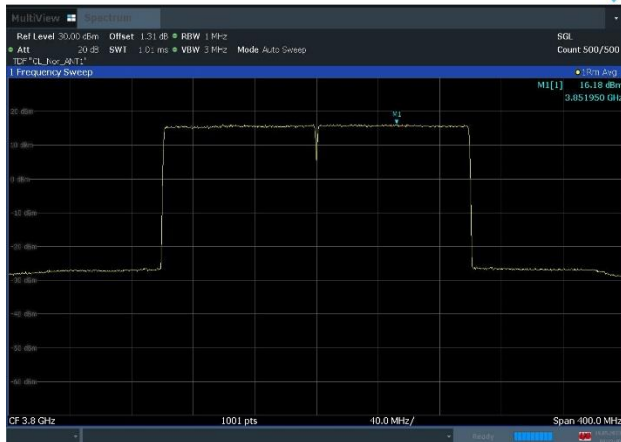 MultiView Spectrum
Ref Level 30.00 dBm Offset 1.31 dB RBW 1 MHz SGL
Att 20 dB SWT 1.01 ms VBW 3 MHz Mode Auto Sweep Count 500/500
TDF "CL_Nor_ANT1"
1 Frequency Sweep 1Rm Avg
M1[1] 16.18 dBm
3.851950 GHz
20 dBm
M1
10 dBm
0 dBm
-10 dBm
-20 dBm
-30 dBm
-40 dBm
-50 dBm
-60 dBm
CF 3.8 GHz 1001 pts 40.0 MHz/ Span 400.0 MHz
Ready